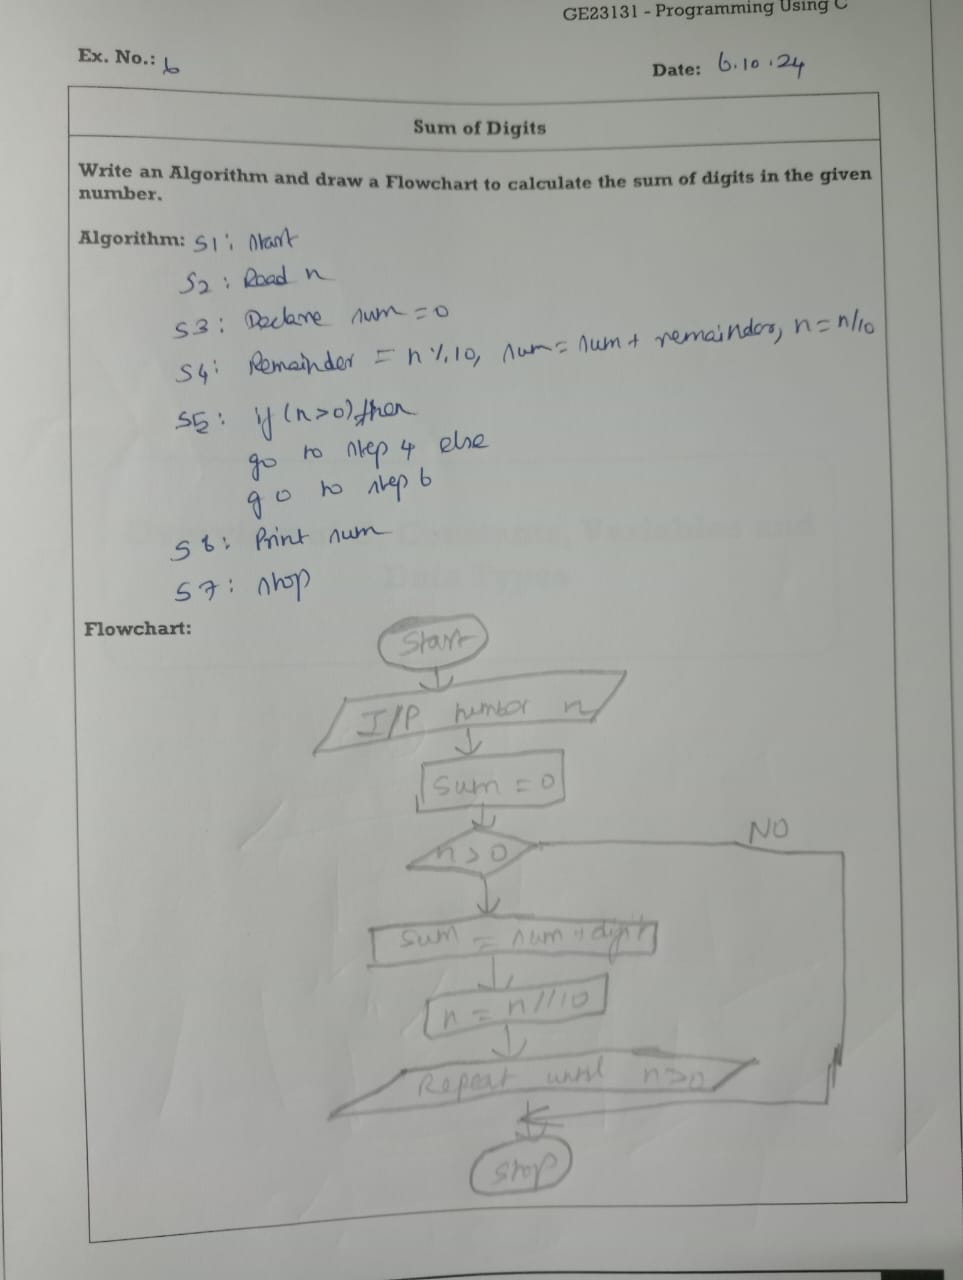 GE23131 - Programming Using C
Ex. No.: 6
Date: 6.10.24
Sum of Digits
Write an Algorithm and draw a Flowchart to calculate the sum of digits in the given
number.
Algorithm: S1: Start
S2: Read n
S3: Declare sum = 0
S4: Remainder = n % 10, sum = sum + remainder, n = n/10
S5: if (n>0) then
go to step 4 else
go to step 6
S6: Print sum
S7: stop
Flowchart:
Start
I/P number n
Sum = 0
n>0
NO
Sum = sum + digit
n = n//10
Repeat until n>0
Stop